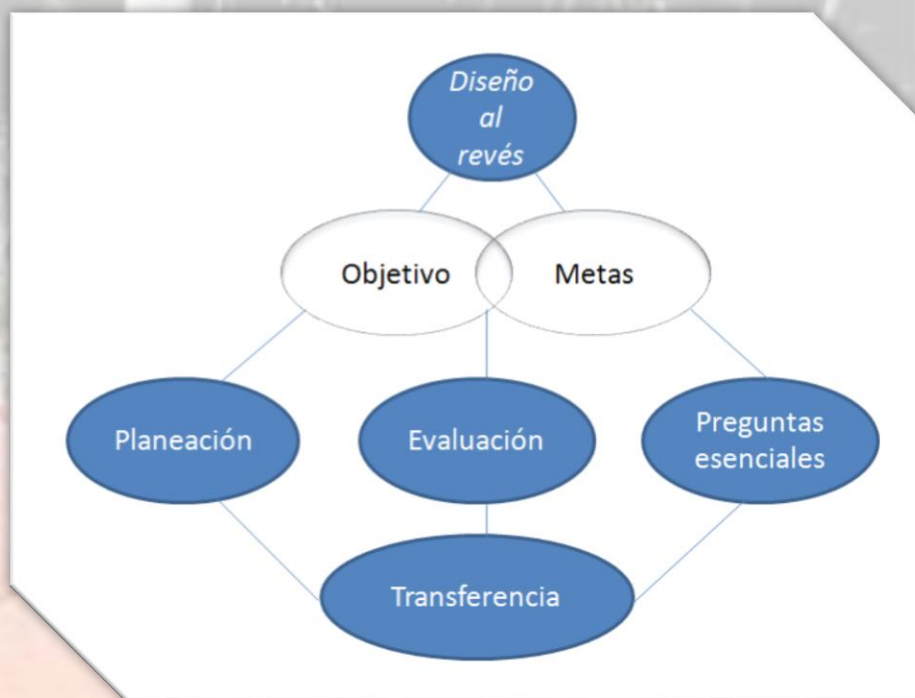 Diseño
al
revés
Objetivo
Metas
Planeación
Evaluación
Preguntas
esenciales
Transferencia